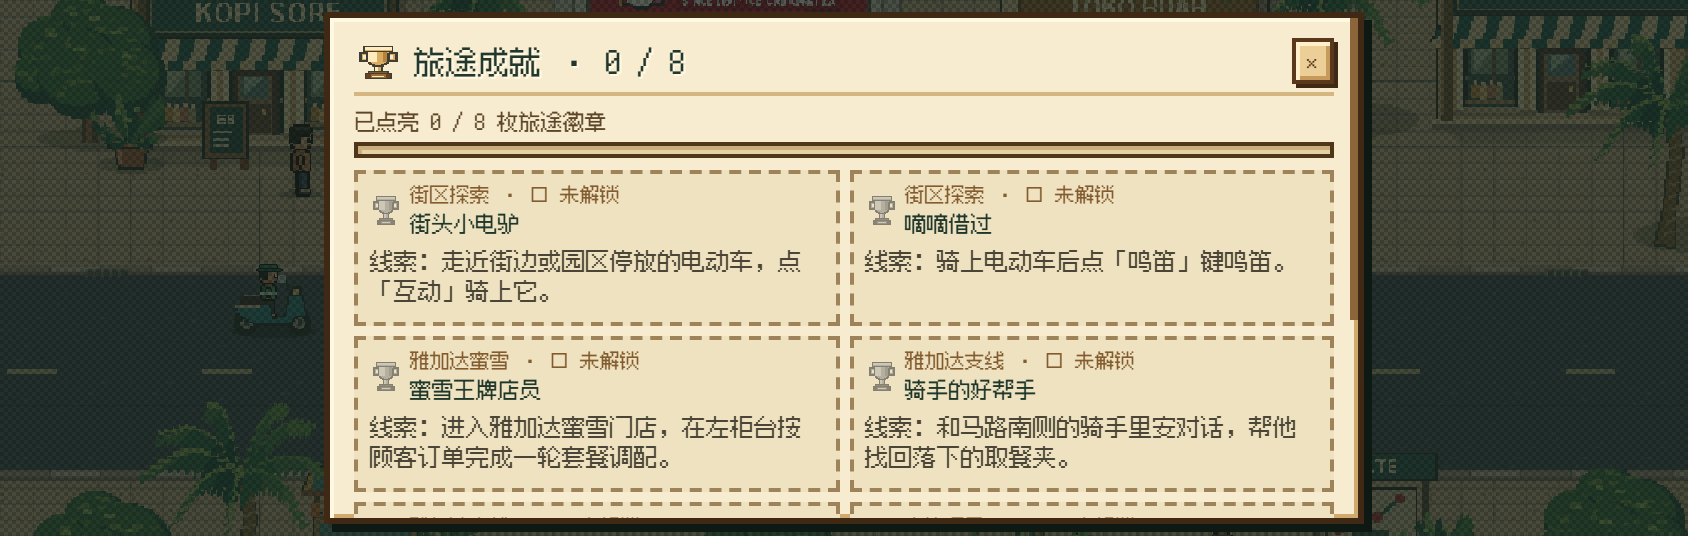 KOPI SORE
TOKO BUAH
旅途成就 · 0 / 8
×
已点亮 0 / 8 枚旅途徽章
街区探索 · □ 未解锁
街头小电驴
线索：走近街边或园区停放的电动车，点
「互动」骑上它。
街区探索 · □ 未解锁
嘀嘀借过
线索：骑上电动车后点「鸣笛」键鸣笛。
雅加达蜜雪 · □ 未解锁
蜜雪王牌店员
线索：进入雅加达蜜雪门店，在左柜台按
顾客订单完成一轮套餐调配。
雅加达支线 · □ 未解锁
骑手的好帮手
线索：和马路南侧的骑手里安对话，帮他
找回落下的取餐夹。